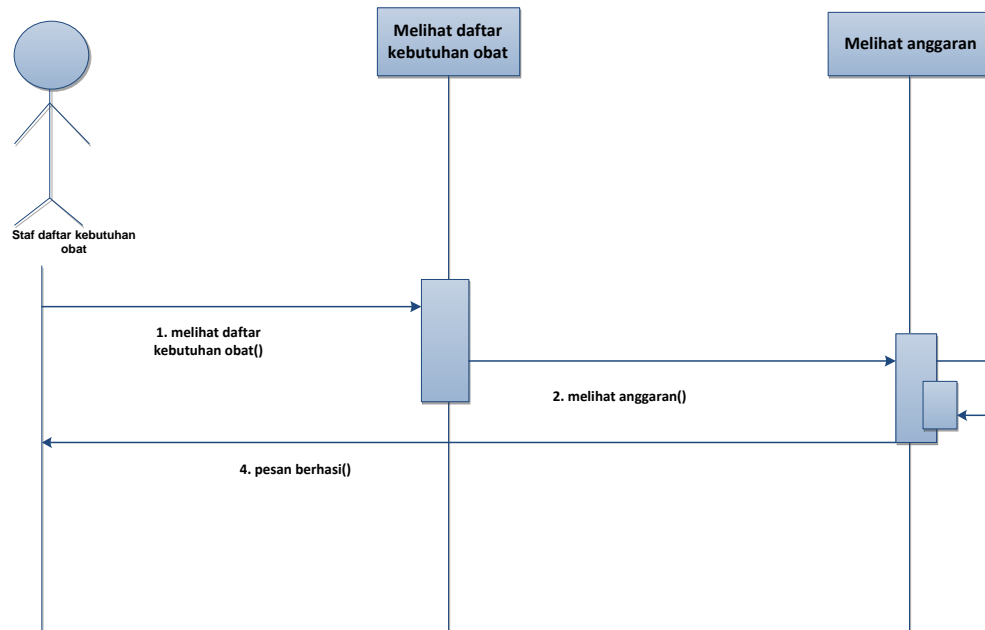 Melihat daftar
kebutuhan obat
Melihat anggaran
Staf daftar kebutuhan
obat
1. melihat daftar
kebutuhan obat()
2. melihat anggaran()
4. pesan berhasi()